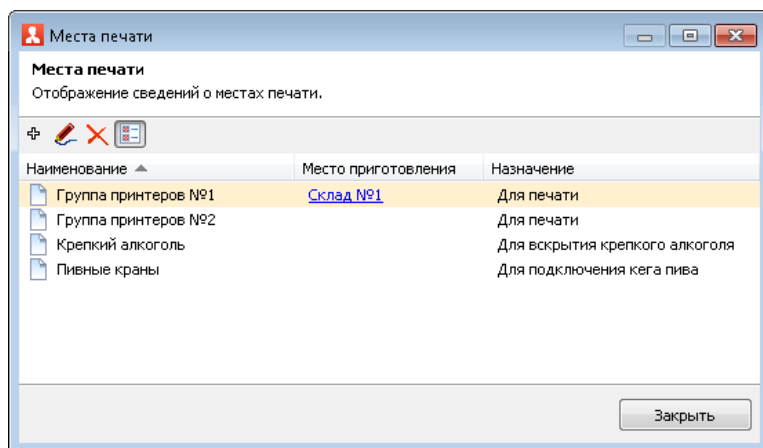 Места печати
Места печати
Отображение сведений о местах печати.
Наименование Место приготовления Назначение
Группа принтеров №1 Склад №1 Для печати
Группа принтеров №2 Для печати
Крепкий алкоголь Для вскрытия крепкого алкоголя
Пивные краны Для подключения кега пива
Закрыть